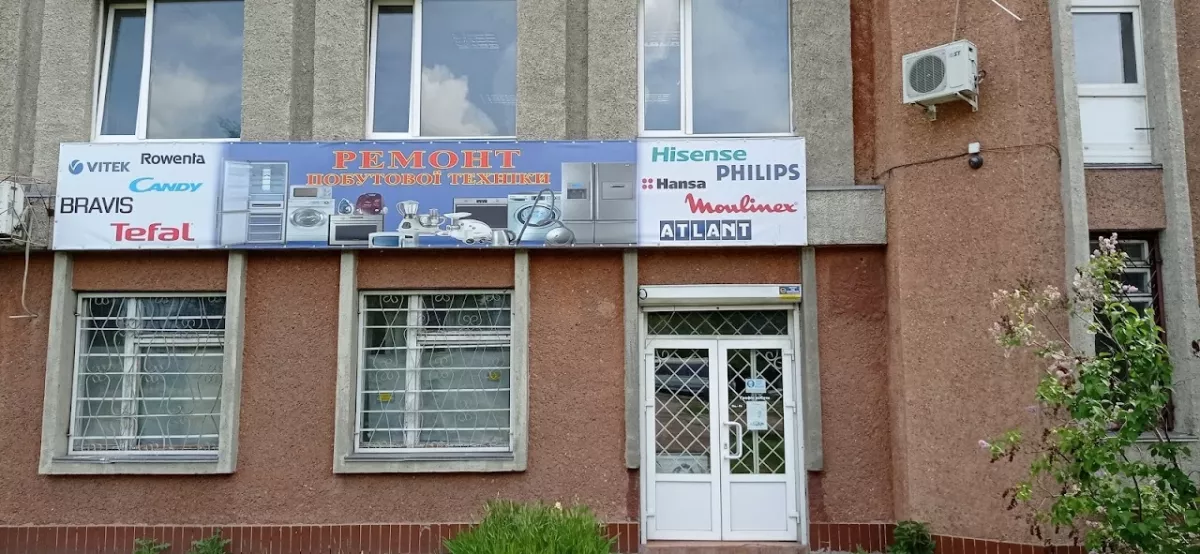 VITEK
Rowenta
CANDY
BRAVIS
Tefal
РЕМОНТ
ПОБУТОВОЇ ТЕХНІКИ
Hisense
PHILIPS
Hansa
Moulinex
ATLANT